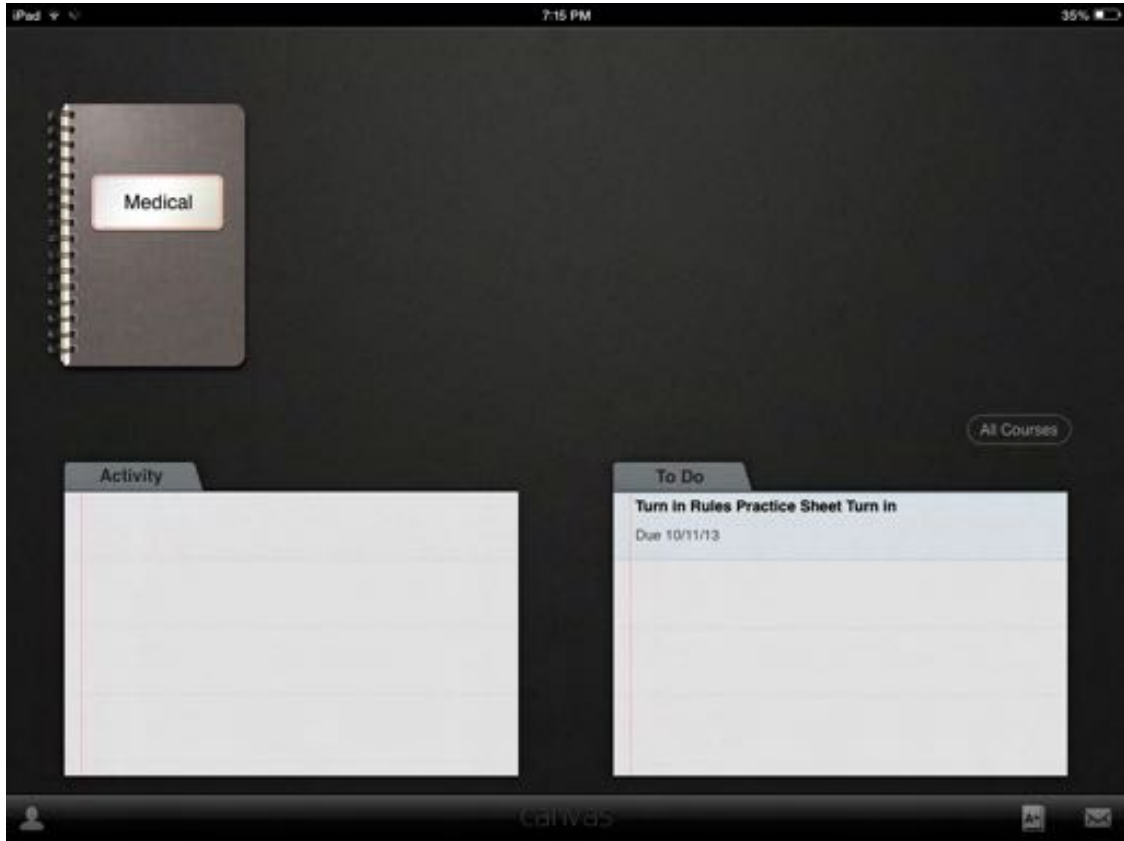 iPad 7:15 PM 35%
Medical
All Courses
Activity
To Do
Turn in Rules Practice Sheet Turn in
Due 10/11/13
canvas
A+